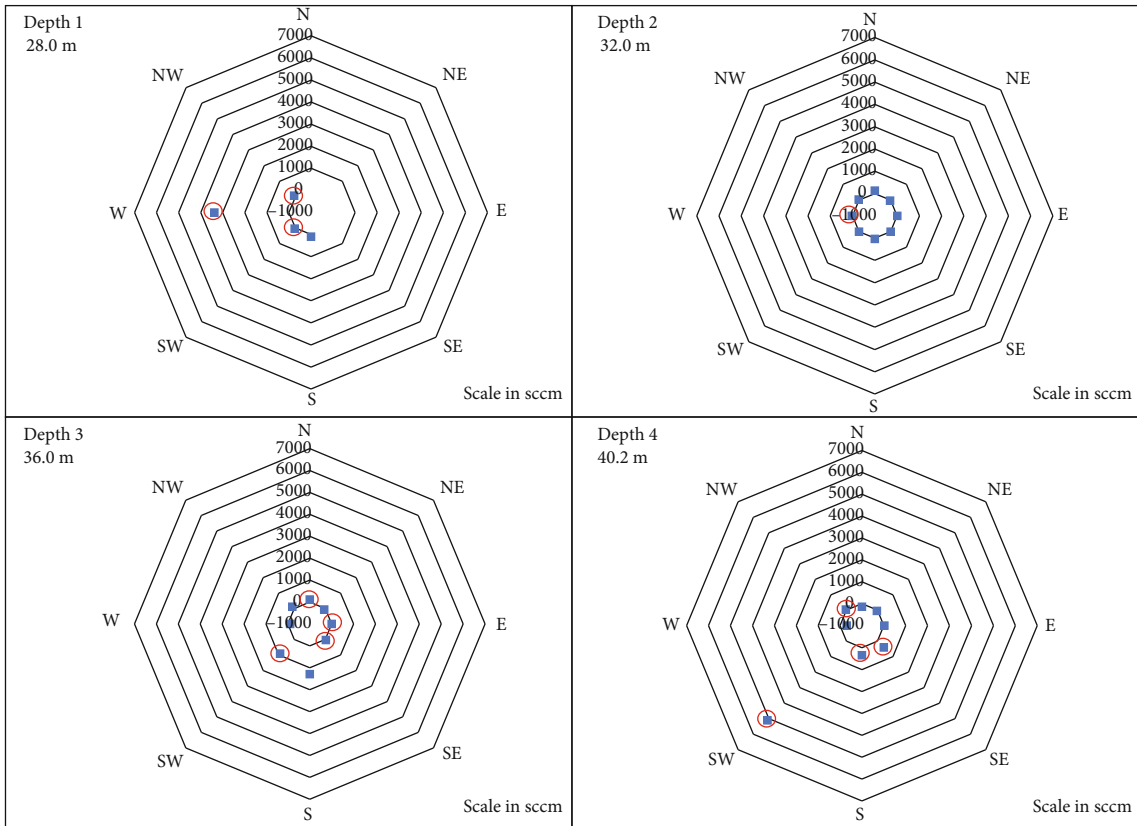 Depth 1
28.0 m
N
NE
E
SE
S
SW
W
NW
7000
6000
5000
4000
3000
2000
1000
0
−1000
Scale in sccm
Depth 2
32.0 m
N
NE
E
SE
S
SW
W
NW
7000
6000
5000
4000
3000
2000
1000
0
−1000
Scale in sccm
Depth 3
36.0 m
N
NE
E
SE
S
SW
W
NW
7000
6000
5000
4000
3000
2000
1000
0
−1000
Scale in sccm
Depth 4
40.2 m
N
NE
E
SE
S
SW
W
NW
7000
6000
5000
4000
3000
2000
1000
0
−1000
Scale in sccm